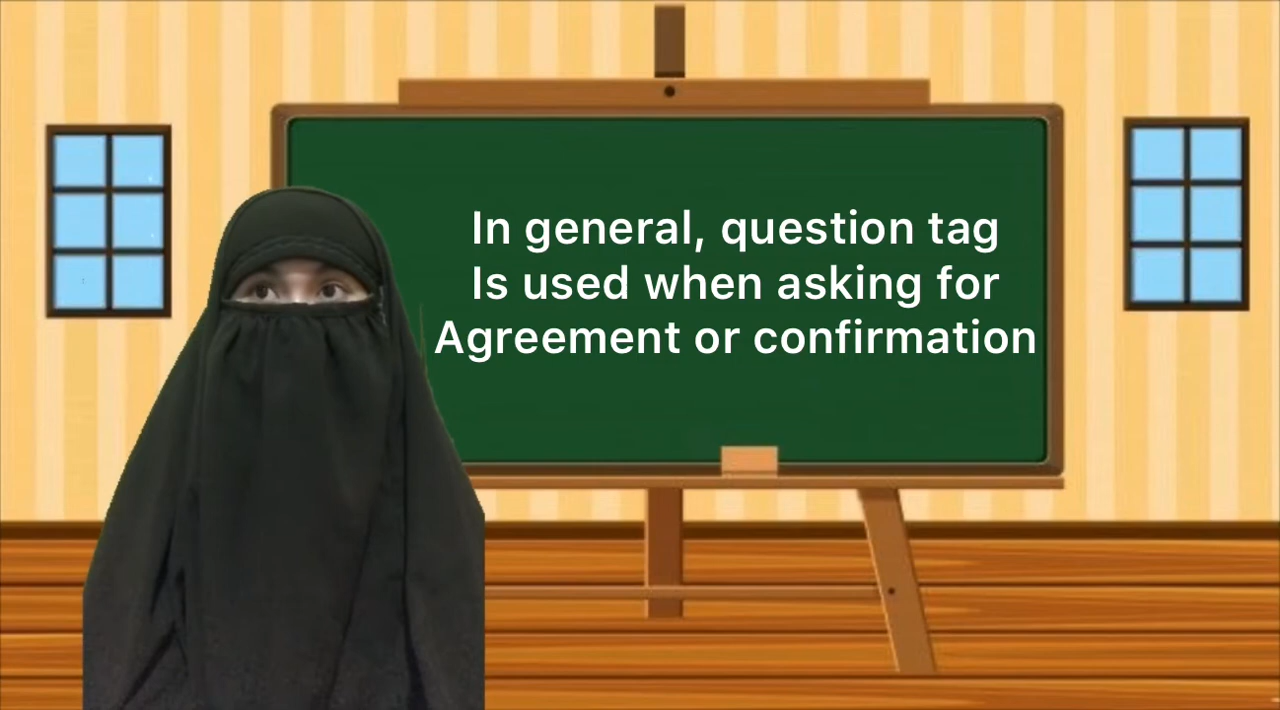 In general, question tag
Is used when asking for
Agreement or confirmation